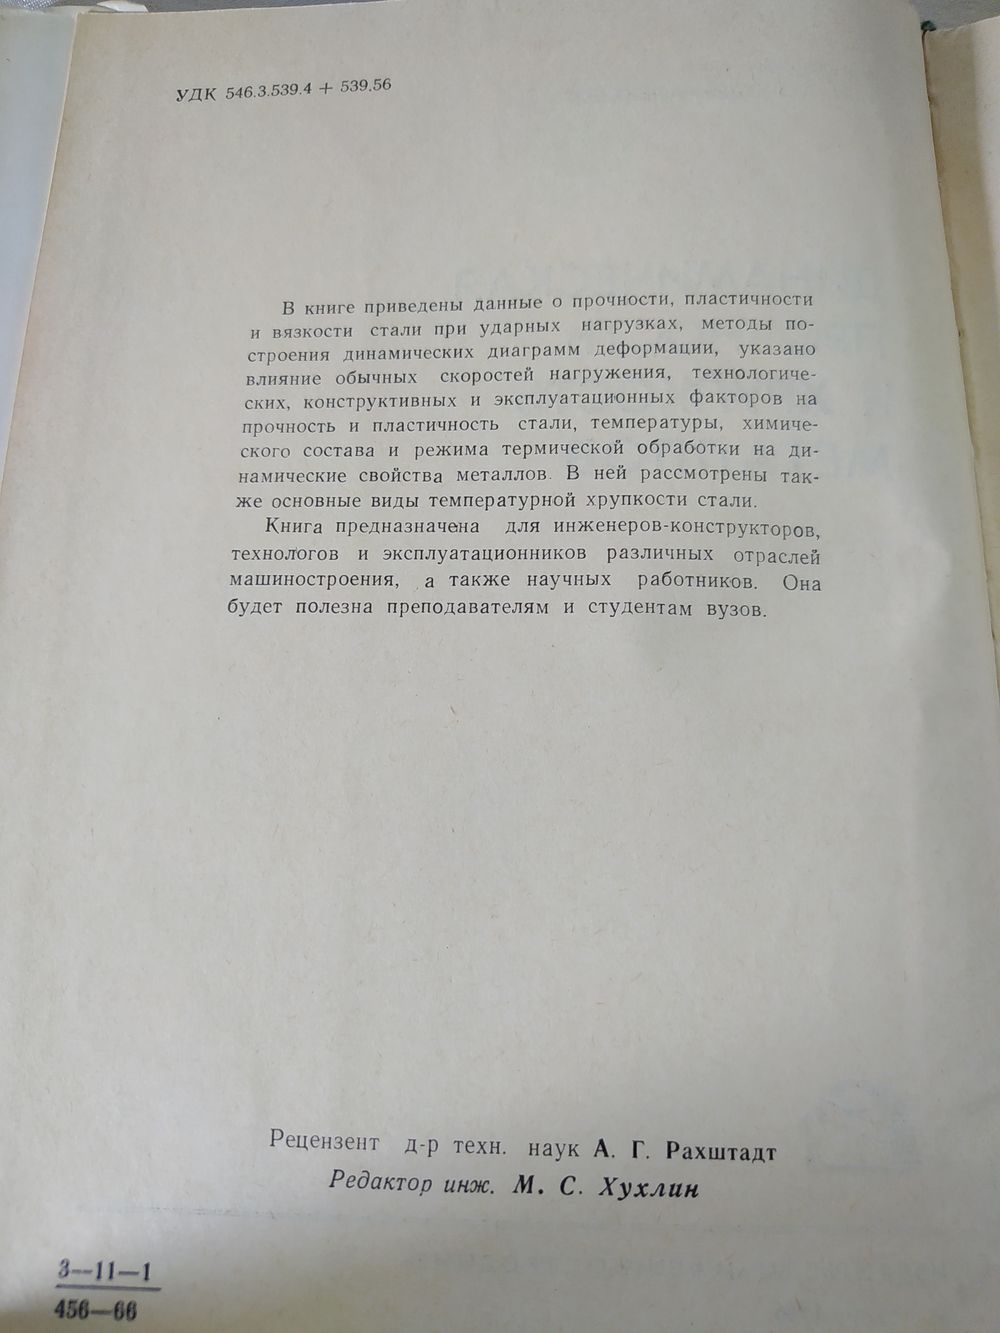 УДК 546.3.539.4 + 539.56
В книге приведены данные о прочности, пластичности
и вязкости стали при ударных нагрузках, методы по-
строения динамических диаграмм деформации, указано
влияние обычных скоростей нагружения, технологиче-
ских, конструктивных и эксплуатационных факторов на
прочность и пластичность стали, температуры, химиче-
ского состава и режима термической обработки на ди-
намические свойства металлов. В ней рассмотрены так-
же основные виды температурной хрупкости стали.
Книга предназначена для инженеров-конструкторов,
технологов и эксплуатационников различных отраслей
машиностроения, а также научных работников. Она
будет полезна преподавателям и студентам вузов.
Рецензент д-р техн. наук А. Г. Рахштадт
Редактор инж. М. С. Хухлин
3—11—1
456—66